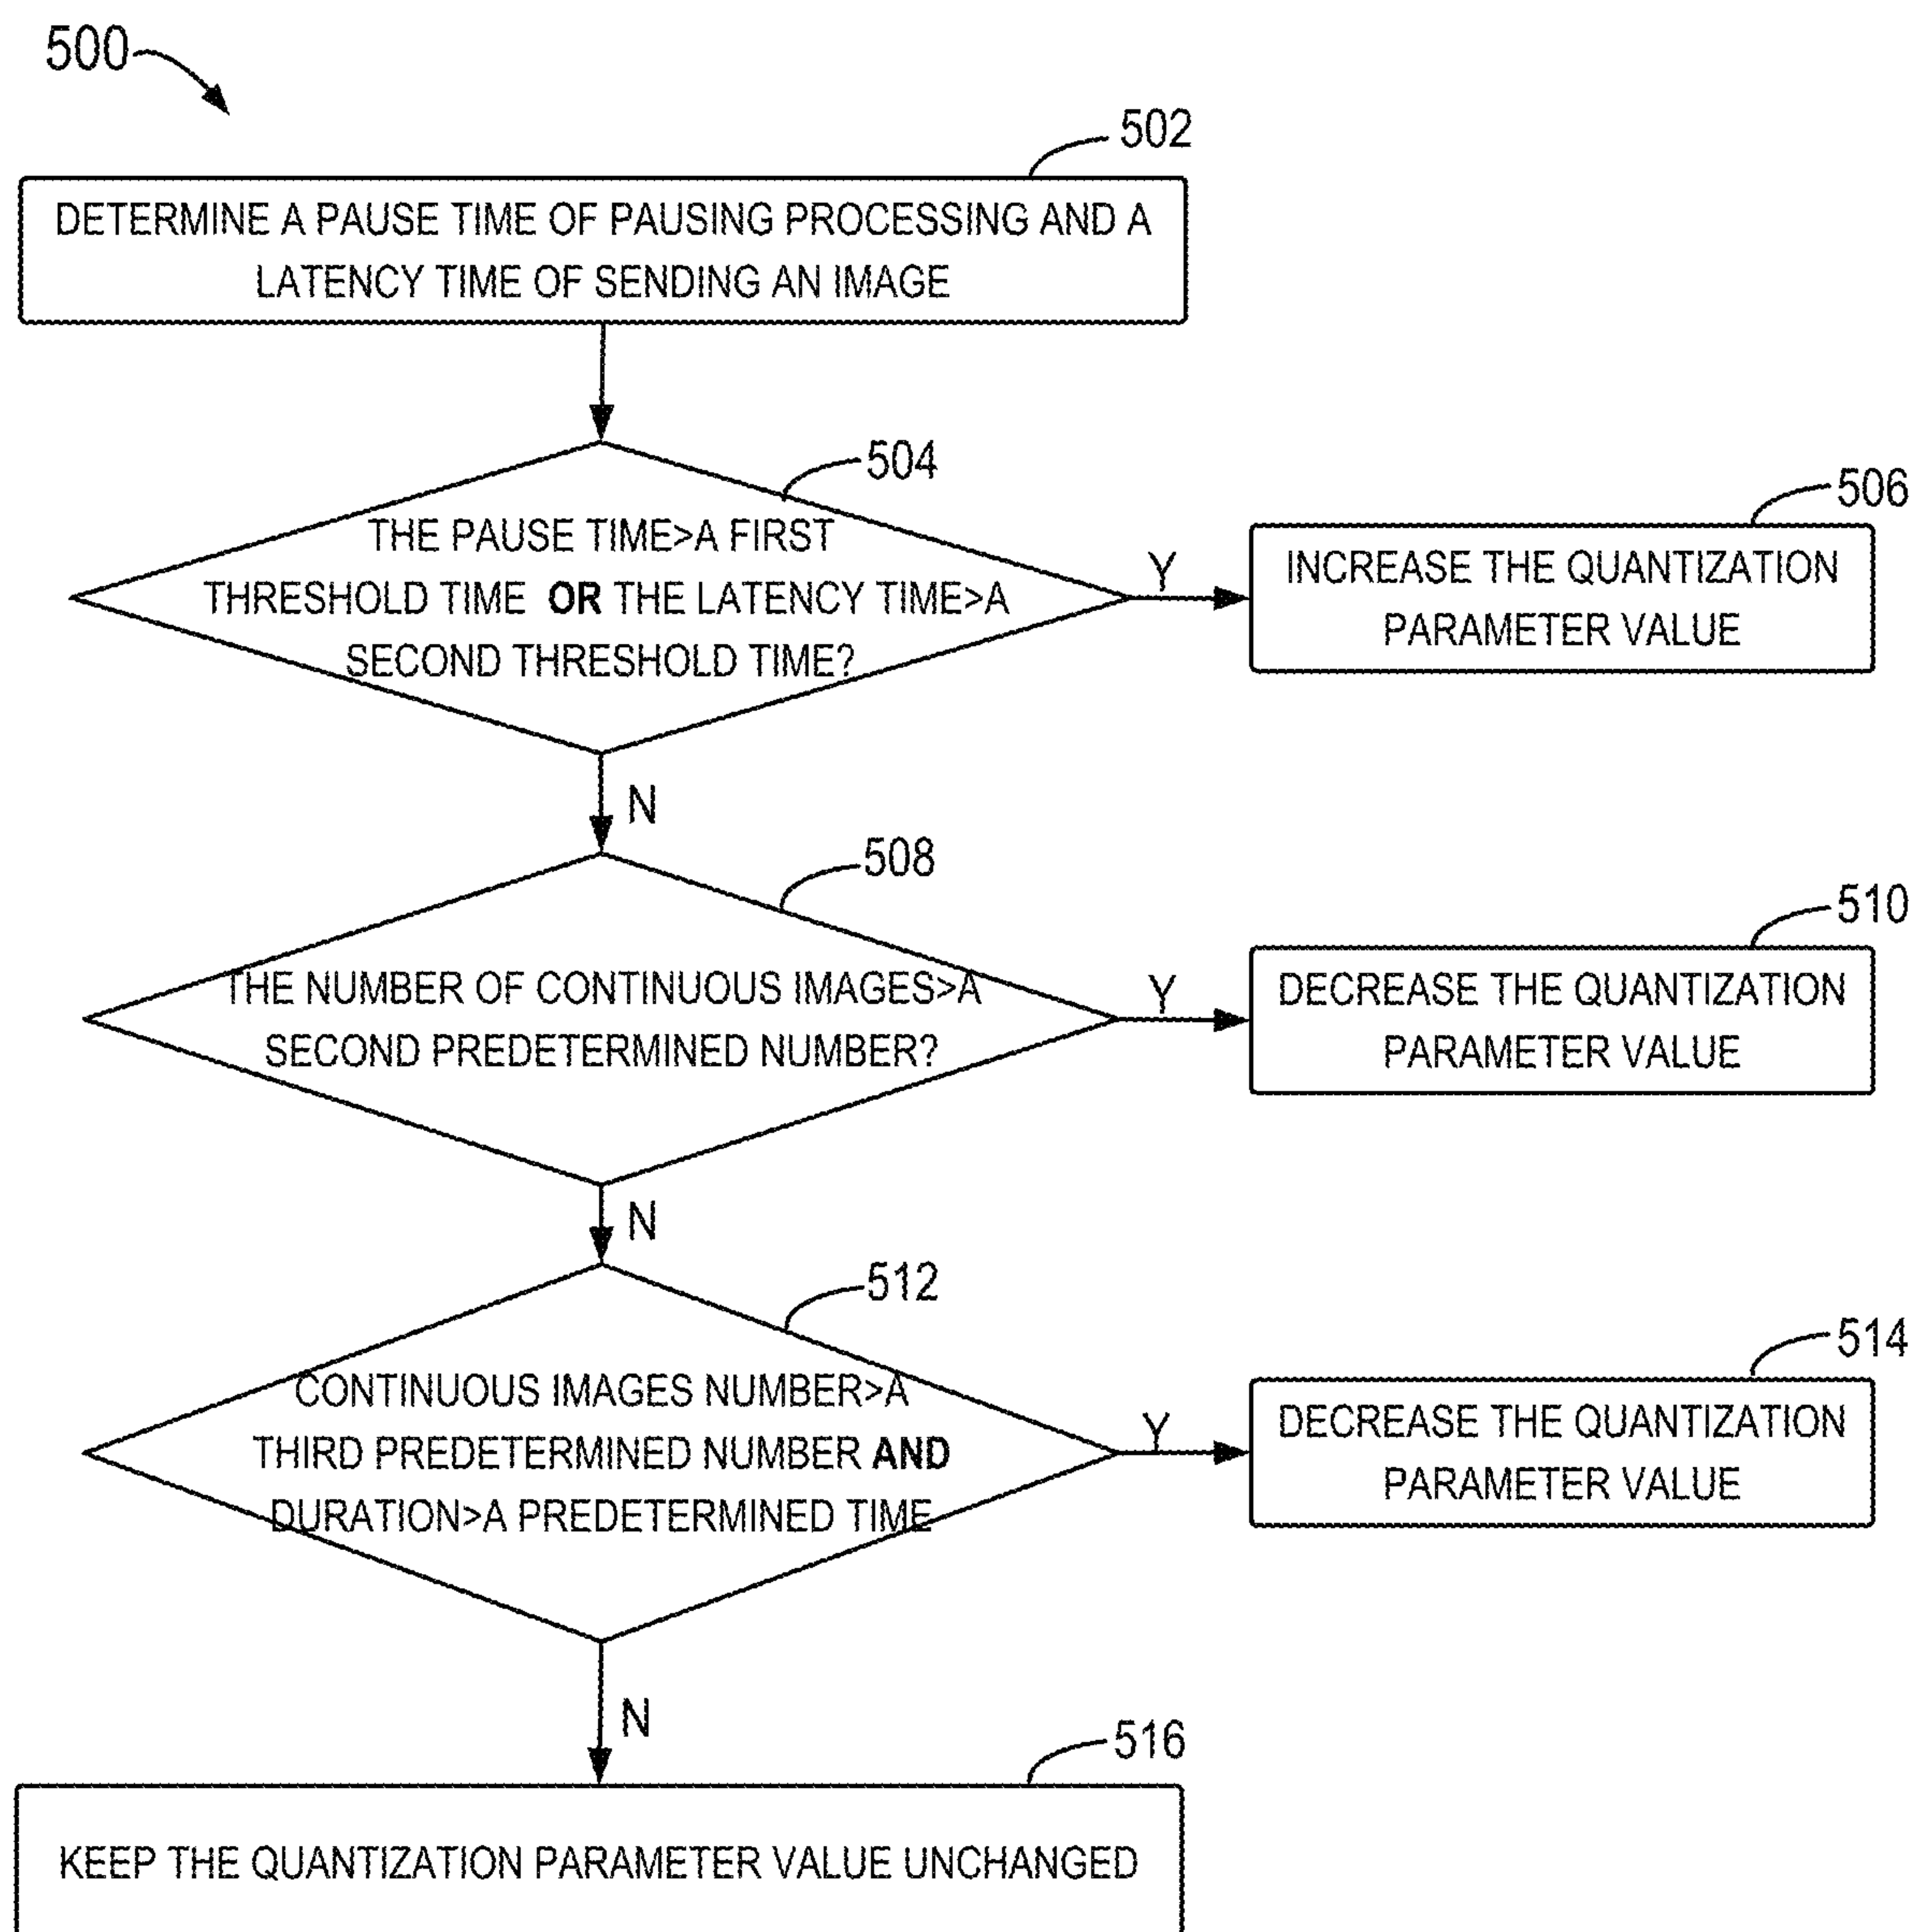 500
502
DETERMINE A PAUSE TIME OF PAUSING PROCESSING AND A
LATENCY TIME OF SENDING AN IMAGE
504
THE PAUSE TIME>A FIRST
THRESHOLD TIME OR THE LATENCY TIME>A
SECOND THRESHOLD TIME?
Y
506
INCREASE THE QUANTIZATION
PARAMETER VALUE
N
508
THE NUMBER OF CONTINUOUS IMAGES>A
SECOND PREDETERMINED NUMBER?
Y
510
DECREASE THE QUANTIZATION
PARAMETER VALUE
N
512
CONTINUOUS IMAGES NUMBER>A
THIRD PREDETERMINED NUMBER AND
DURATION>A PREDETERMINED TIME
Y
514
DECREASE THE QUANTIZATION
PARAMETER VALUE
N
516
KEEP THE QUANTIZATION PARAMETER VALUE UNCHANGED